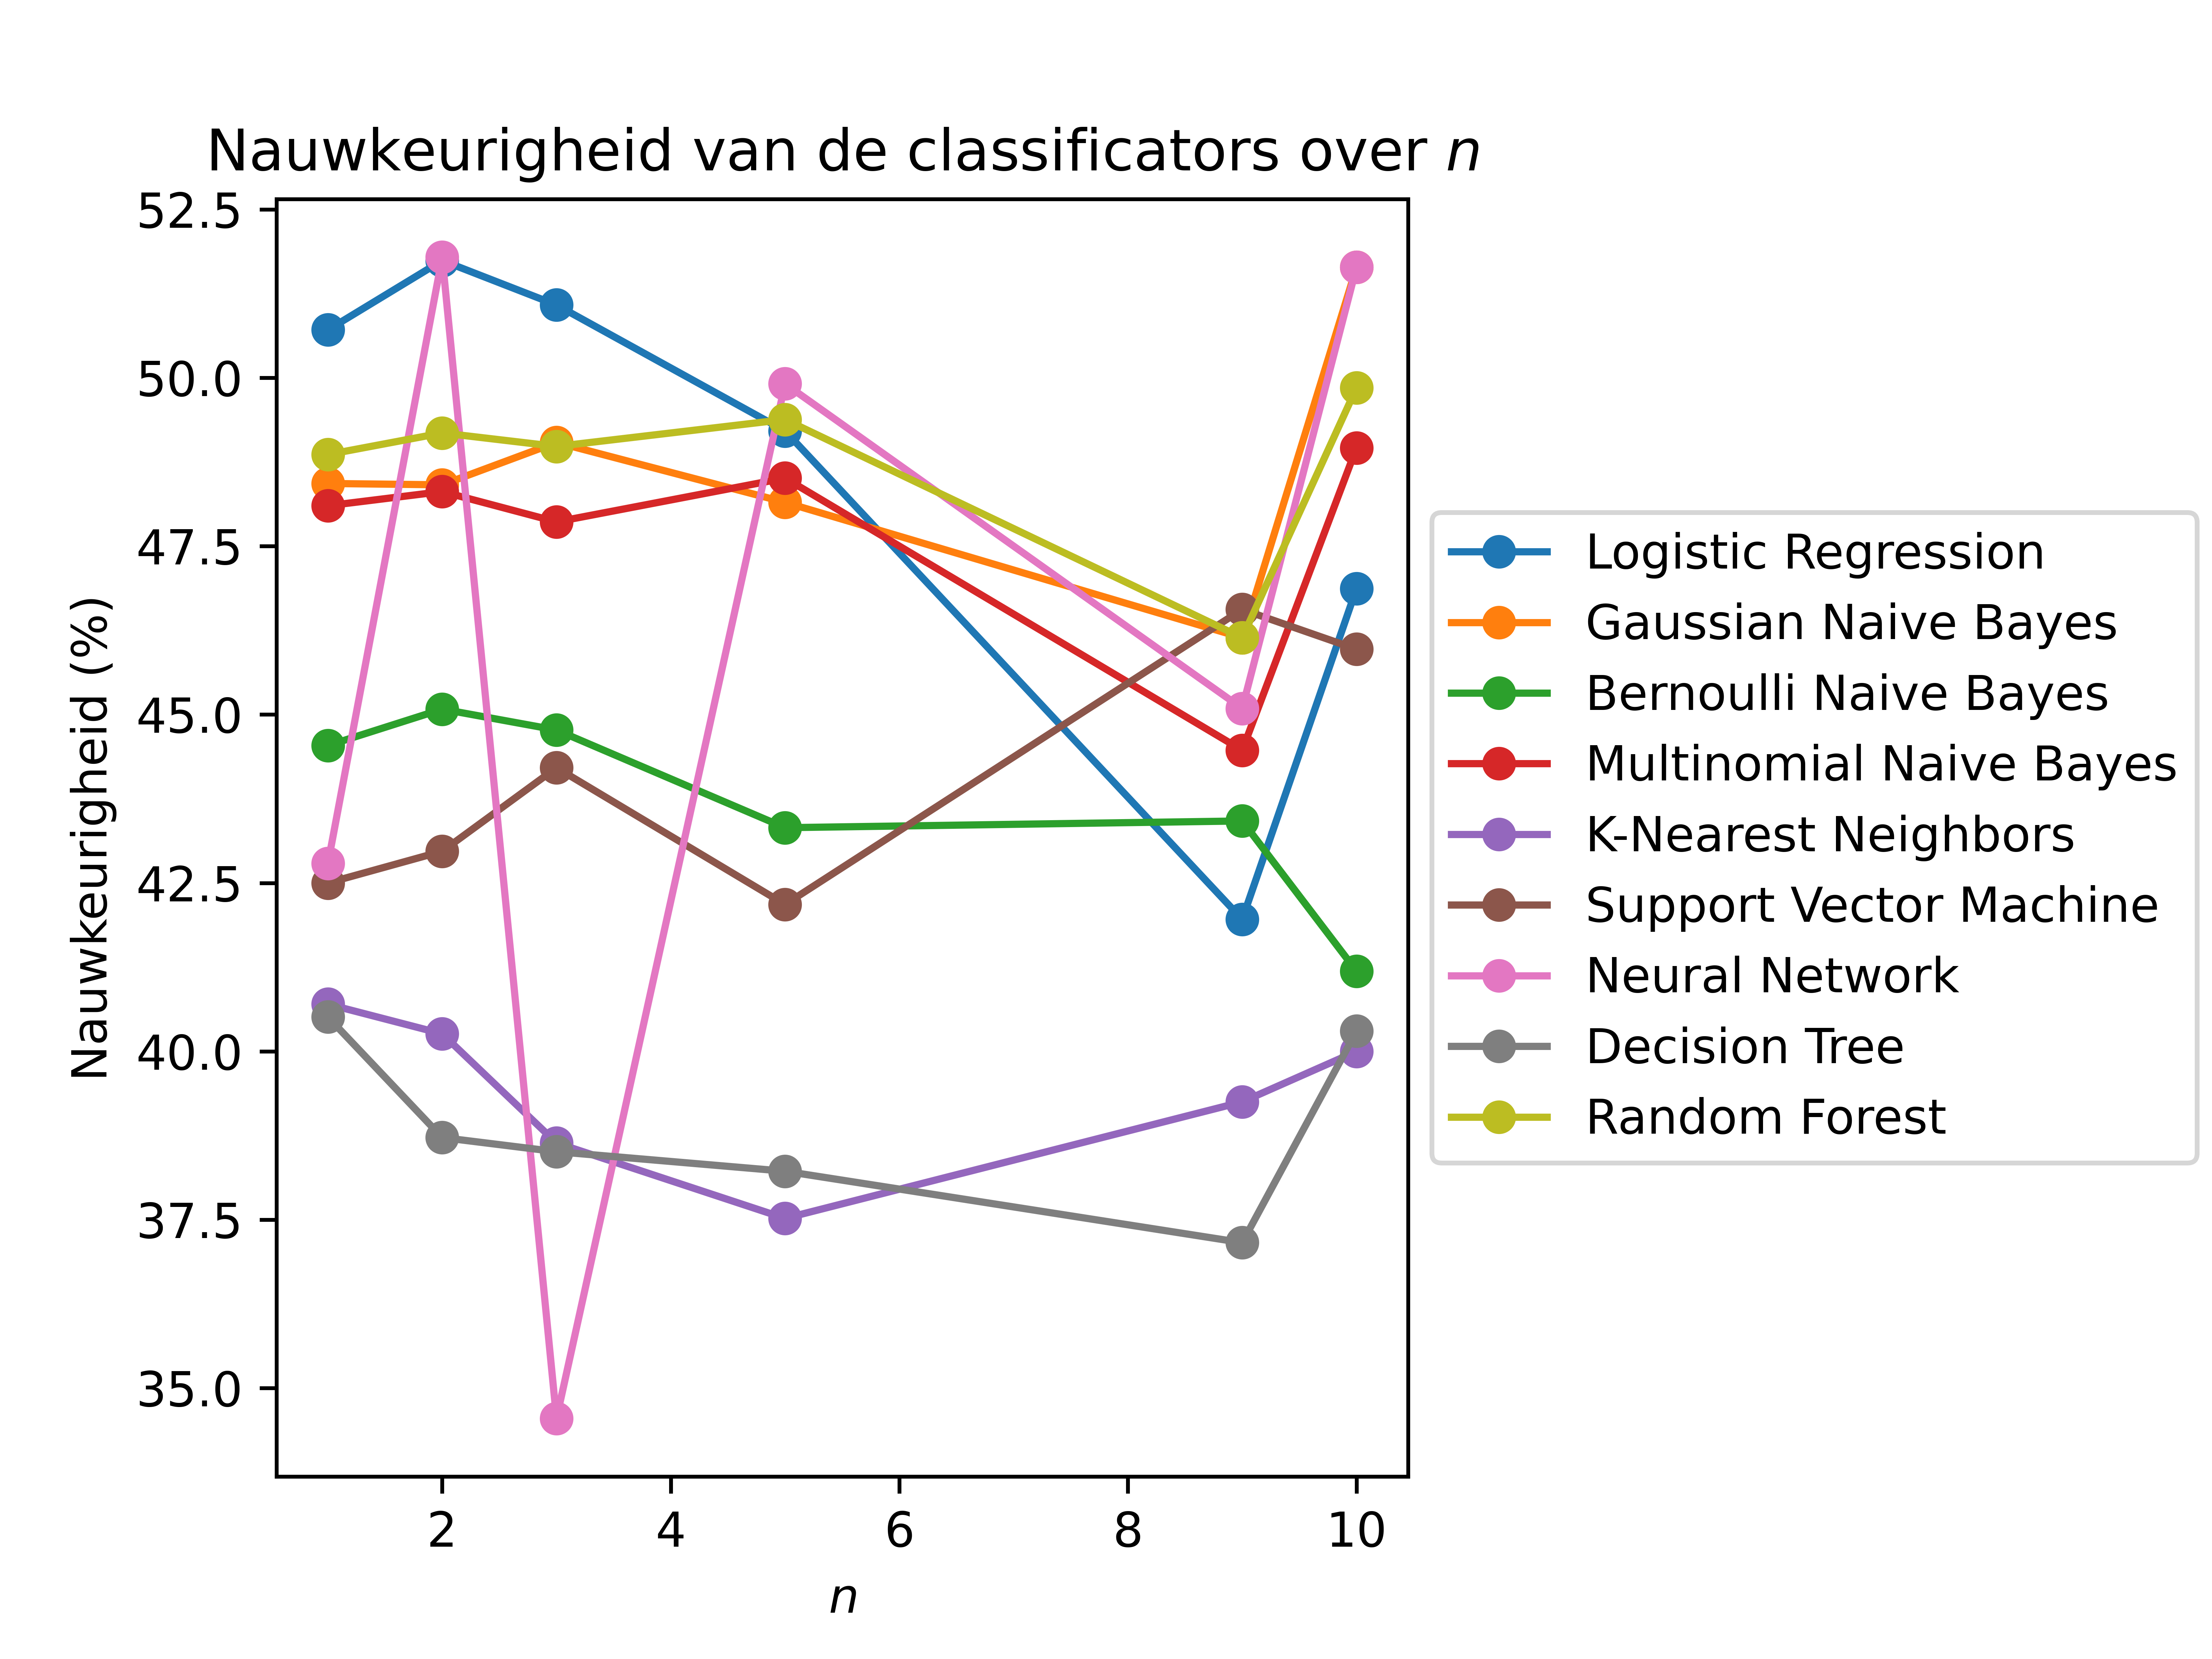 Nauwkeurigheid van de classificators over n
52.5
50.0
47.5
45.0
42.5
40.0
37.5
35.0
Nauwkeurigheid (%)
2 4 6 8 10
n
Logistic Regression
Gaussian Naive Bayes
Bernoulli Naive Bayes
Multinomial Naive Bayes
K-Nearest Neighbors
Support Vector Machine
Neural Network
Decision Tree
Random Forest